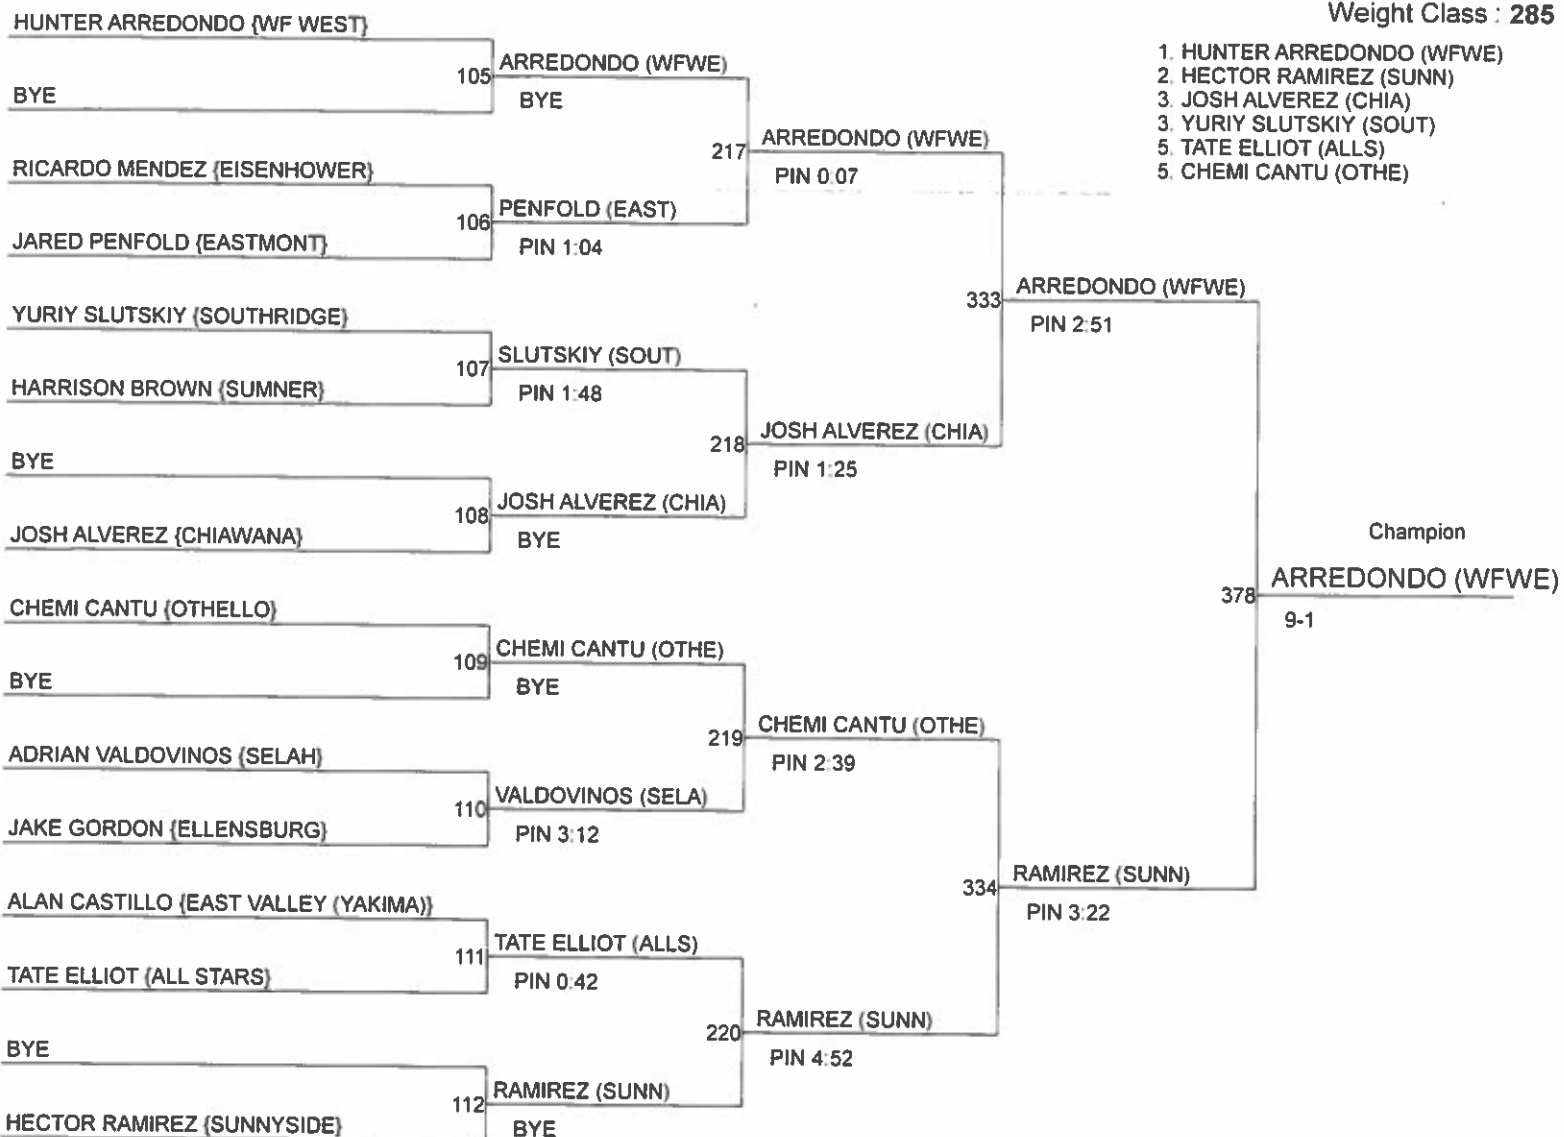 Weight Class : 285
1. HUNTER ARREDONDO (WFWE)
2. HECTOR RAMIREZ (SUNN)
3. JOSH ALVEREZ (CHIA)
3. YURIY SLUTSKIY (SOUT)
5. TATE ELLIOT (ALLS)
5. CHEMI CANTU (OTHE)
HUNTER ARREDONDO {WF WEST}
BYE
RICARDO MENDEZ {EISENHOWER}
JARED PENFOLD {EASTMONT}
YURIY SLUTSKIY {SOUTHRIDGE}
HARRISON BROWN {SUMNER}
BYE
JOSH ALVEREZ {CHIAWANA}
CHEMI CANTU {OTHELLO}
BYE
ADRIAN VALDOVINOS {SELAH}
JAKE GORDON {ELLENSBURG}
ALAN CASTILLO {EAST VALLEY (YAKIMA)}
TATE ELLIOT {ALL STARS}
BYE
HECTOR RAMIREZ {SUNNYSIDE}
105 ARREDONDO (WFWE)
BYE
106 PENFOLD (EAST)
PIN 1:04
107 SLUTSKIY (SOUT)
PIN 1:48
108 JOSH ALVEREZ (CHIA)
BYE
109 CHEMI CANTU (OTHE)
BYE
110 VALDOVINOS (SELA)
PIN 3:12
111 TATE ELLIOT (ALLS)
PIN 0:42
112 RAMIREZ (SUNN)
BYE
217 ARREDONDO (WFWE)
PIN 0:07
218 JOSH ALVEREZ (CHIA)
PIN 1:25
219 CHEMI CANTU (OTHE)
PIN 2:39
220 RAMIREZ (SUNN)
PIN 4:52
333 ARREDONDO (WFWE)
PIN 2:51
334 RAMIREZ (SUNN)
PIN 3:22
Champion
378 ARREDONDO (WFWE)
9-1